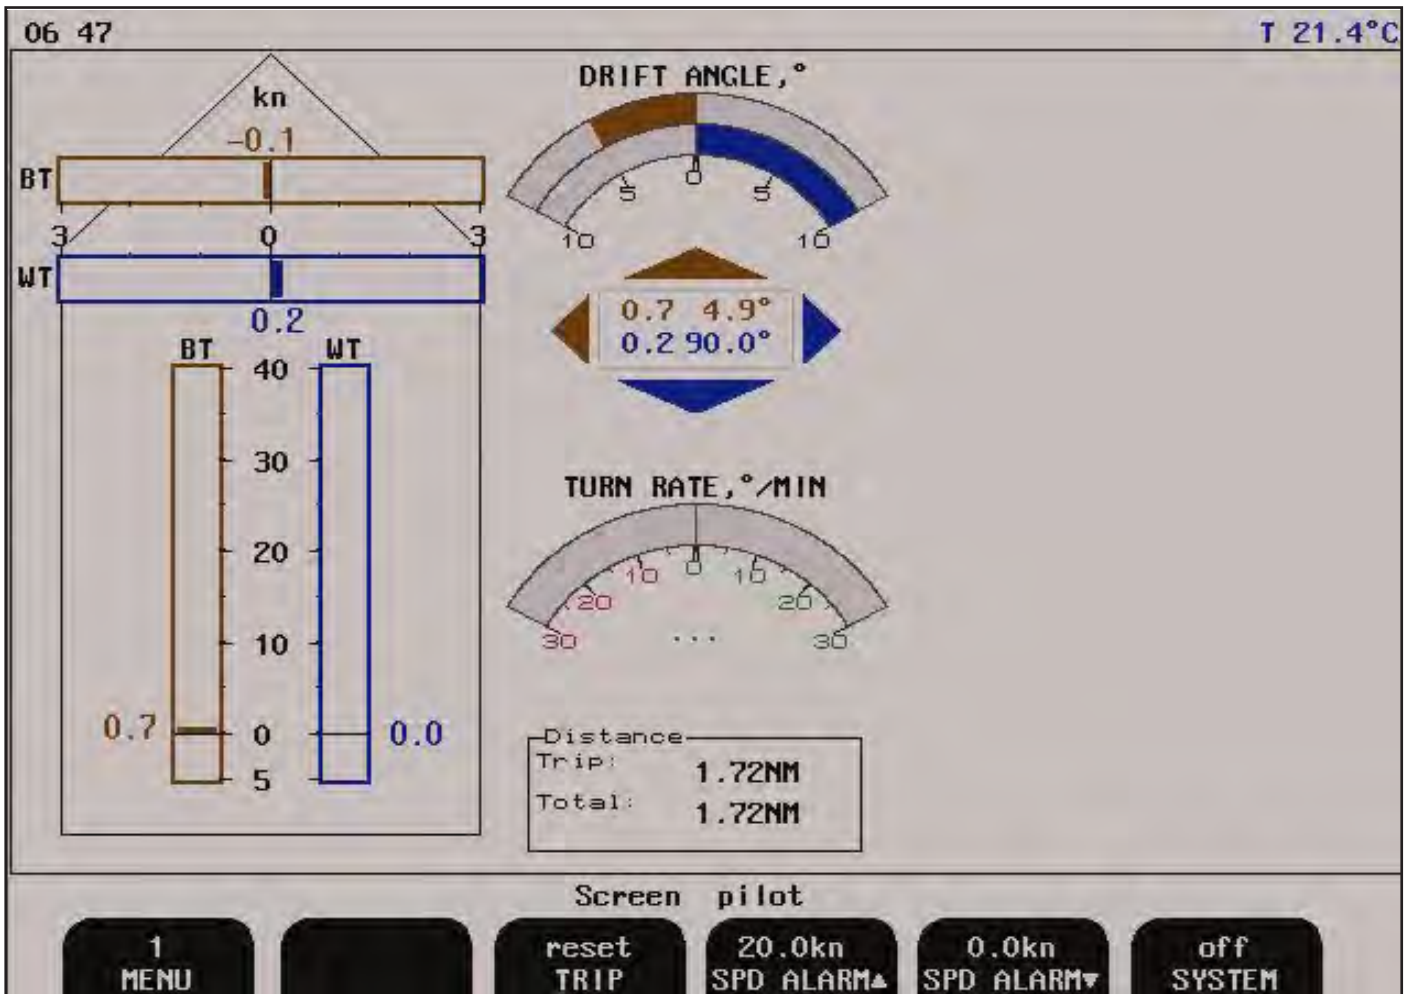 06 47
T 21.4°C
kn
-0.1
BT
3 0 3
WT
0.2
BT WT
40
30
20
10
0.7 0 0.0
5
DRIFT ANGLE,°
10 5 0 5 10
0.7 4.9°
0.2 90.0°
TURN RATE,°/MIN
30 20 10 0 10 20 30
...
Distance
Trip: 1.72NM
Total: 1.72NM
Screen pilot
1
MENU
reset
TRIP
20.0kn
SPD ALARM▲
0.0kn
SPD ALARM▼
off
SYSTEM